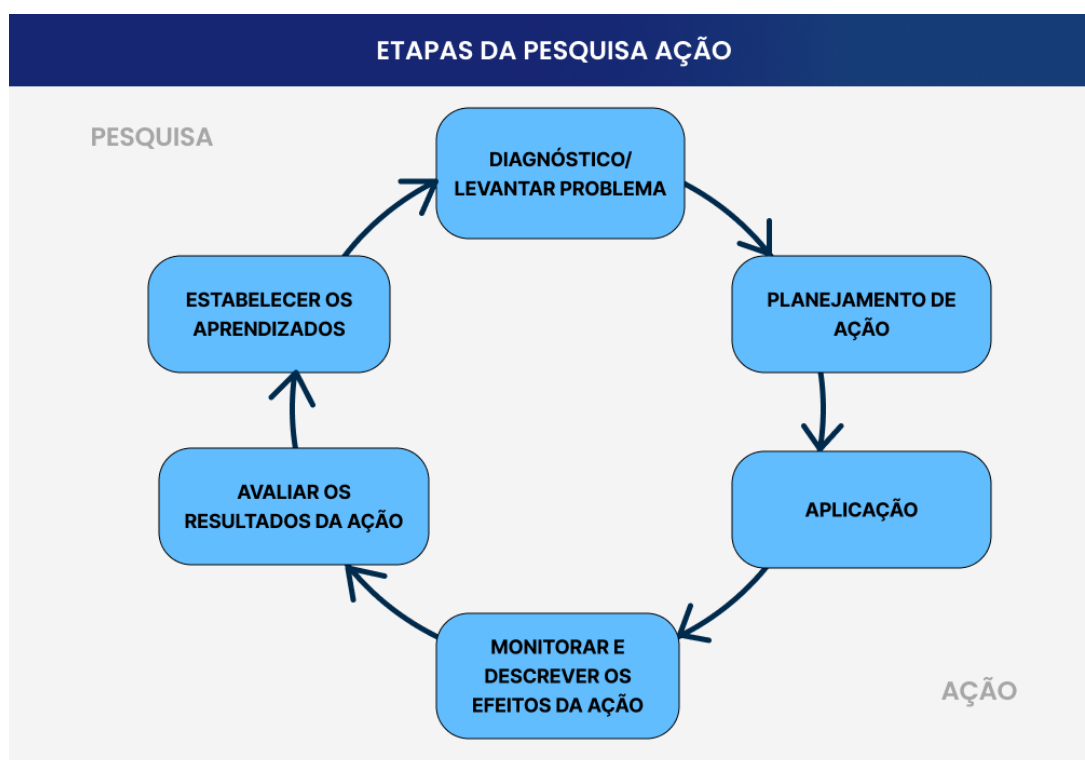 ETAPAS DA PESQUISA AÇÃO
PESQUISA
DIAGNÓSTICO/
LEVANTAR PROBLEMA
PLANEJAMENTO DE
AÇÃO
APLICAÇÃO
MONITORAR E
DESCREVER OS
EFEITOS DA AÇÃO
AVALIAR OS
RESULTADOS DA AÇÃO
ESTABELECER OS
APRENDIZADOS
AÇÃO